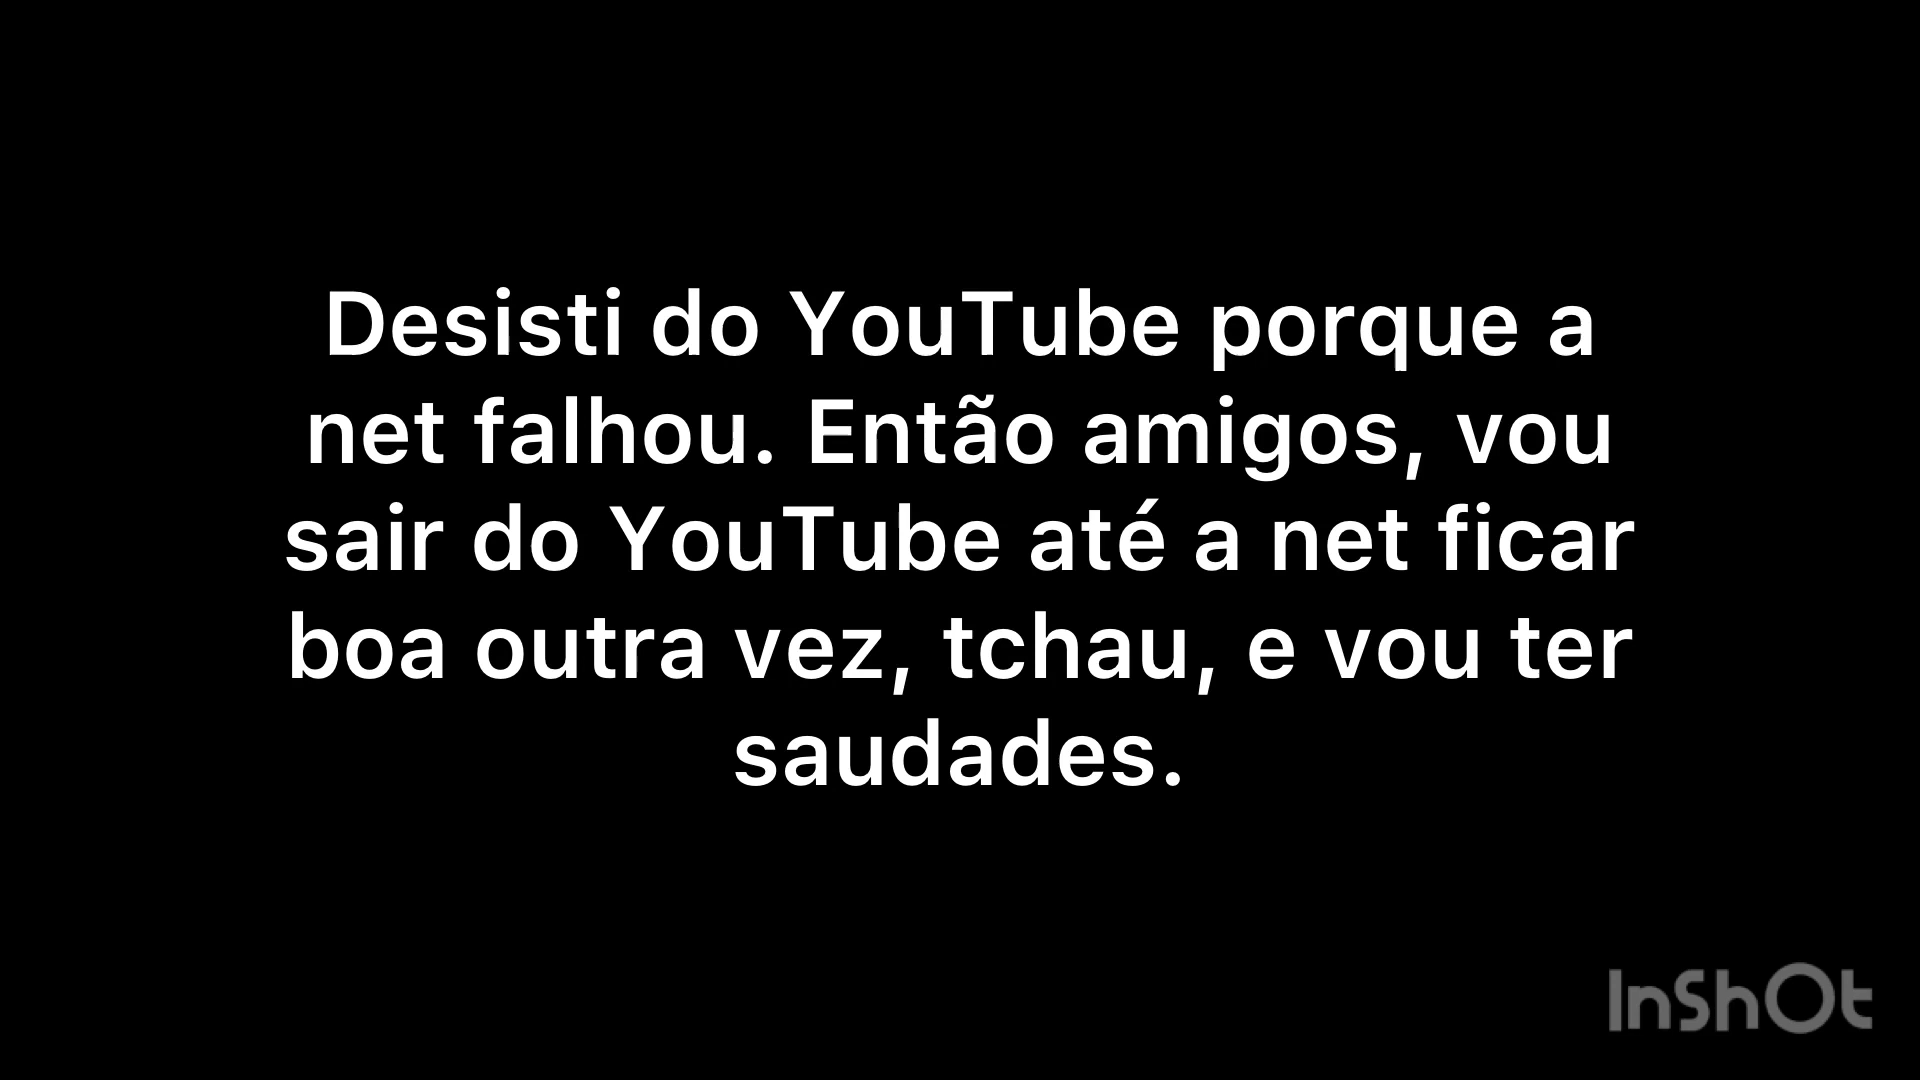 Desisti do YouTube porque a
net falhou. Então amigos, vou
sair do YouTube até a net ficar
boa outra vez, tchau, e vou ter
saudades.
InShOt